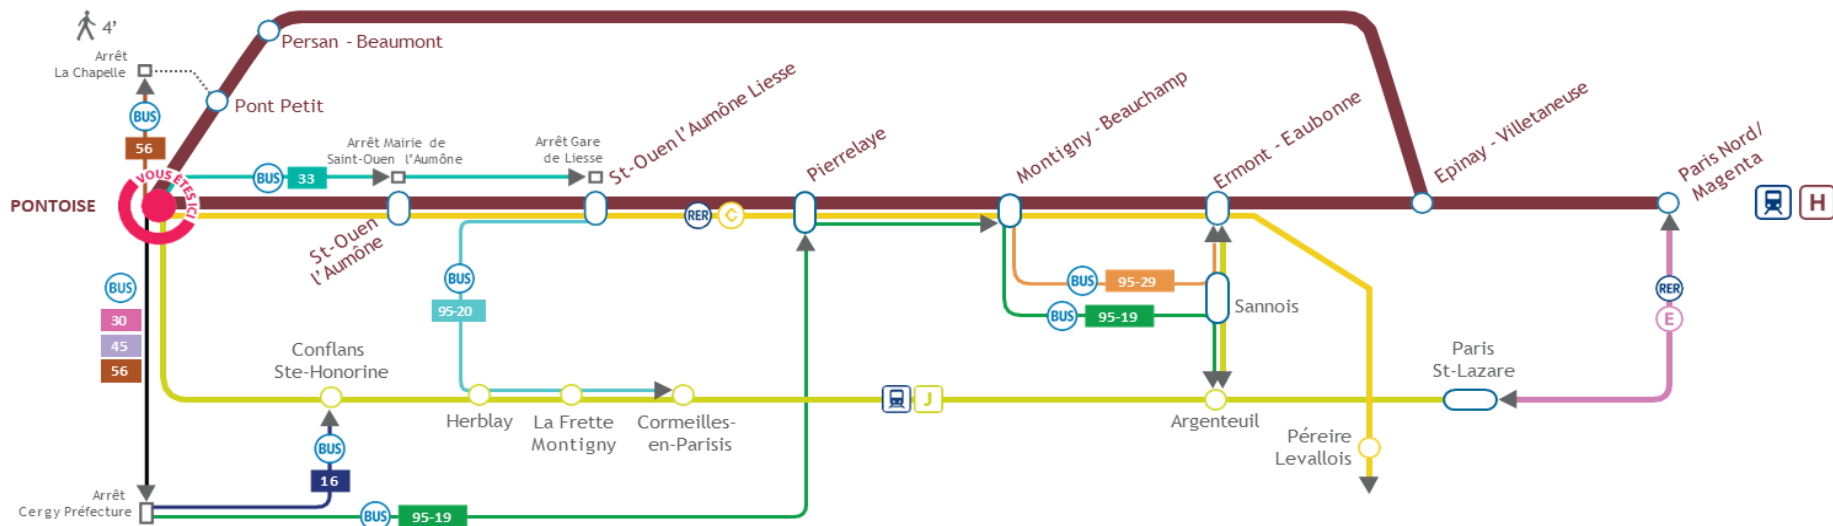 4’
Arrêt
La Chapelle
BUS
56
Persan - Beaumont
Pont Petit
VOUS ÊTES ICI
PONTOISE
BUS 33
Arrêt Mairie de
Saint-Ouen l’Aumône
Arrêt Gare
de Liesse
St-Ouen l’Aumône Liesse
St-Ouen
l’Aumône
RER C
Pierrelaye
Montigny - Beauchamp
Ermont - Eaubonne
Epinay - Villetaneuse
Paris Nord/
Magenta
H
BUS
30
45
56
BUS
95-20
BUS 95-29
BUS 95-19
Sannois
RER
E
Conflans
Ste-Honorine
Herblay
La Frette
Montigny
Cormeilles-
en-Parisis
J
Argenteuil
Paris
St-Lazare
Péreire
Levallois
BUS
16
Arrêt
Cergy Préfecture
BUS 95-19